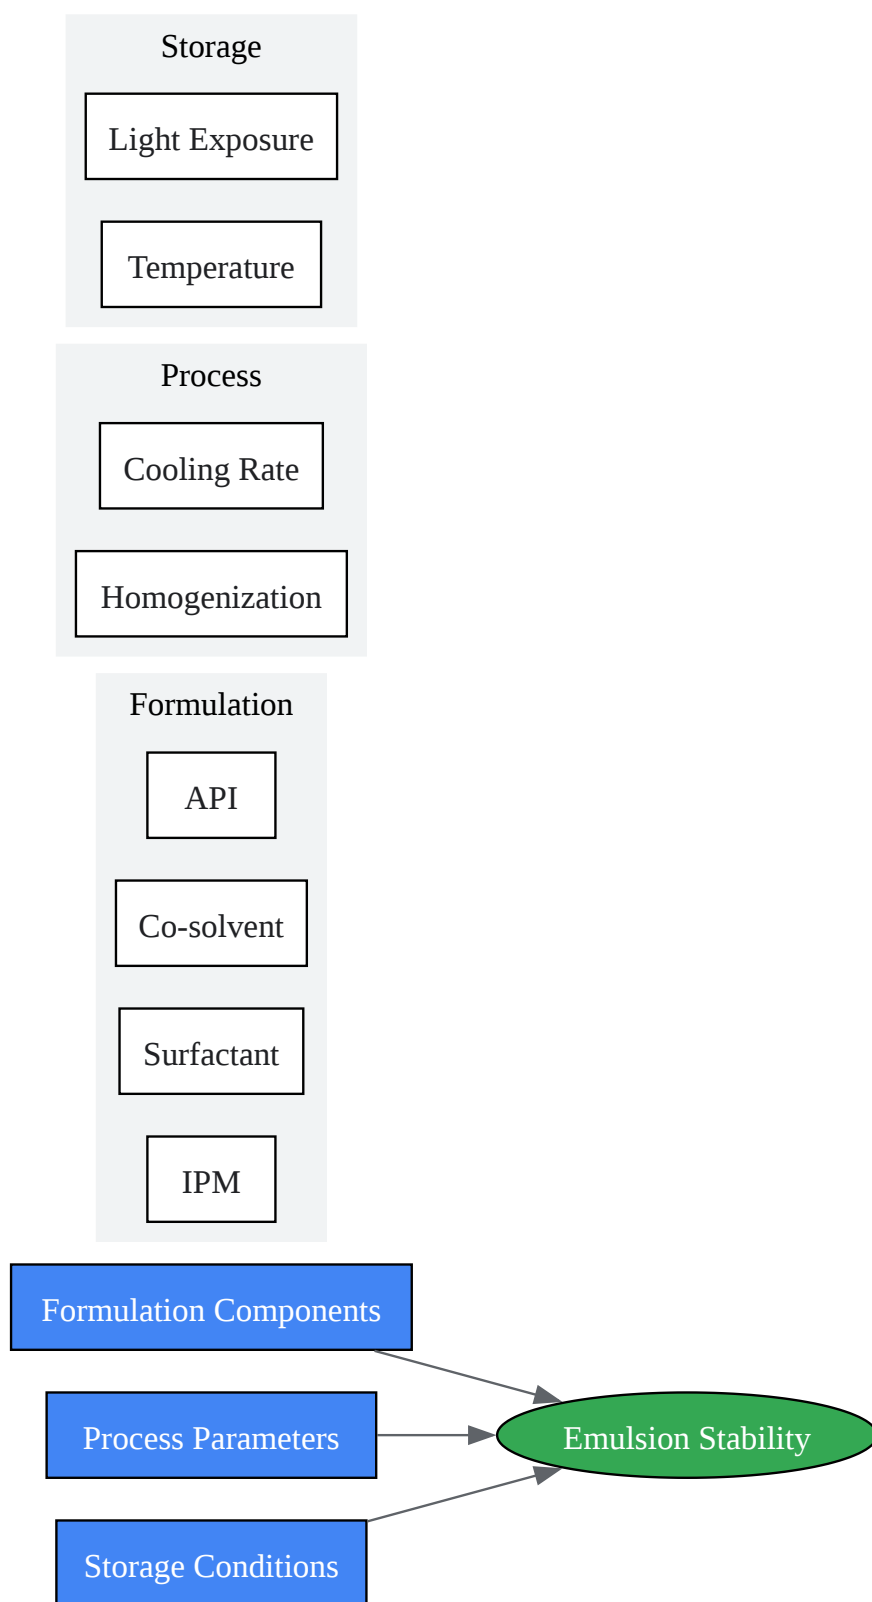 Storage
Light Exposure
Temperature
Process
Cooling Rate
Homogenization
Formulation
API
Co-solvent
Surfactant
IPM
Formulation Components
Process Parameters
Emulsion Stability
Storage Conditions